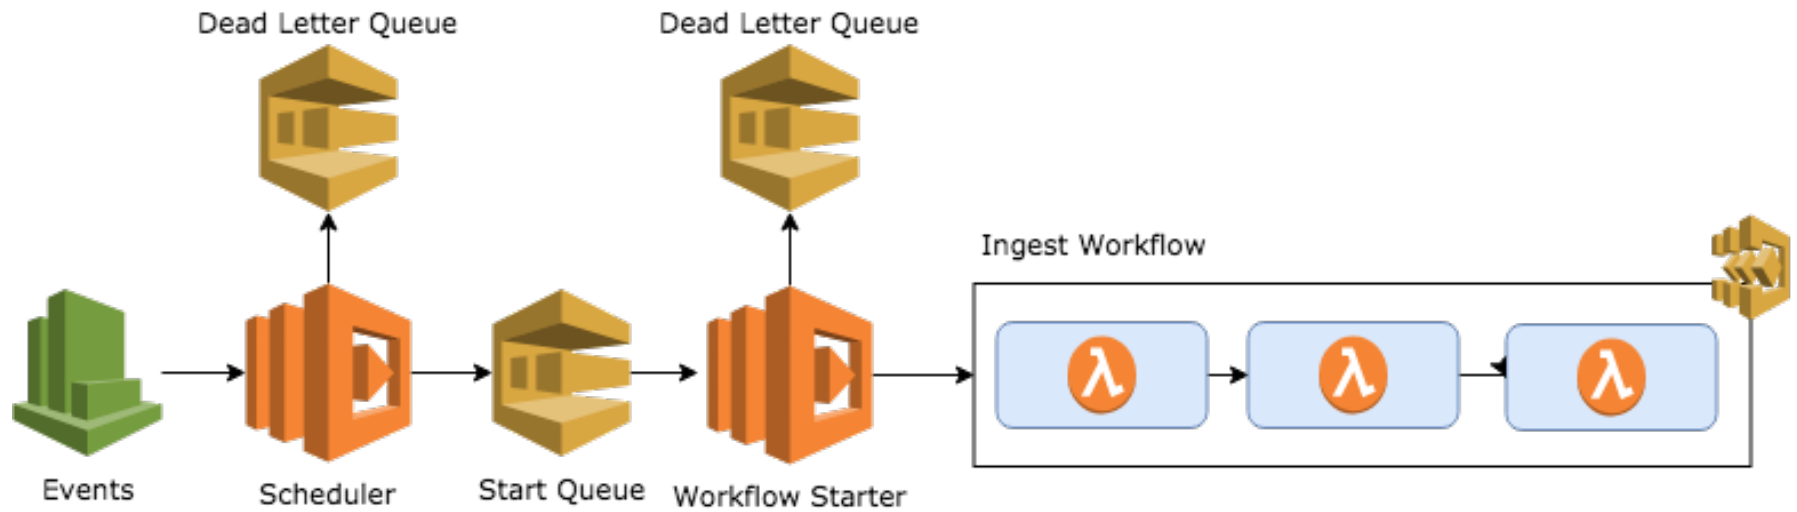 Dead Letter Queue
Dead Letter Queue
Ingest Workflow
λ
λ
λ
Events
Scheduler
Start Queue
Workflow Starter